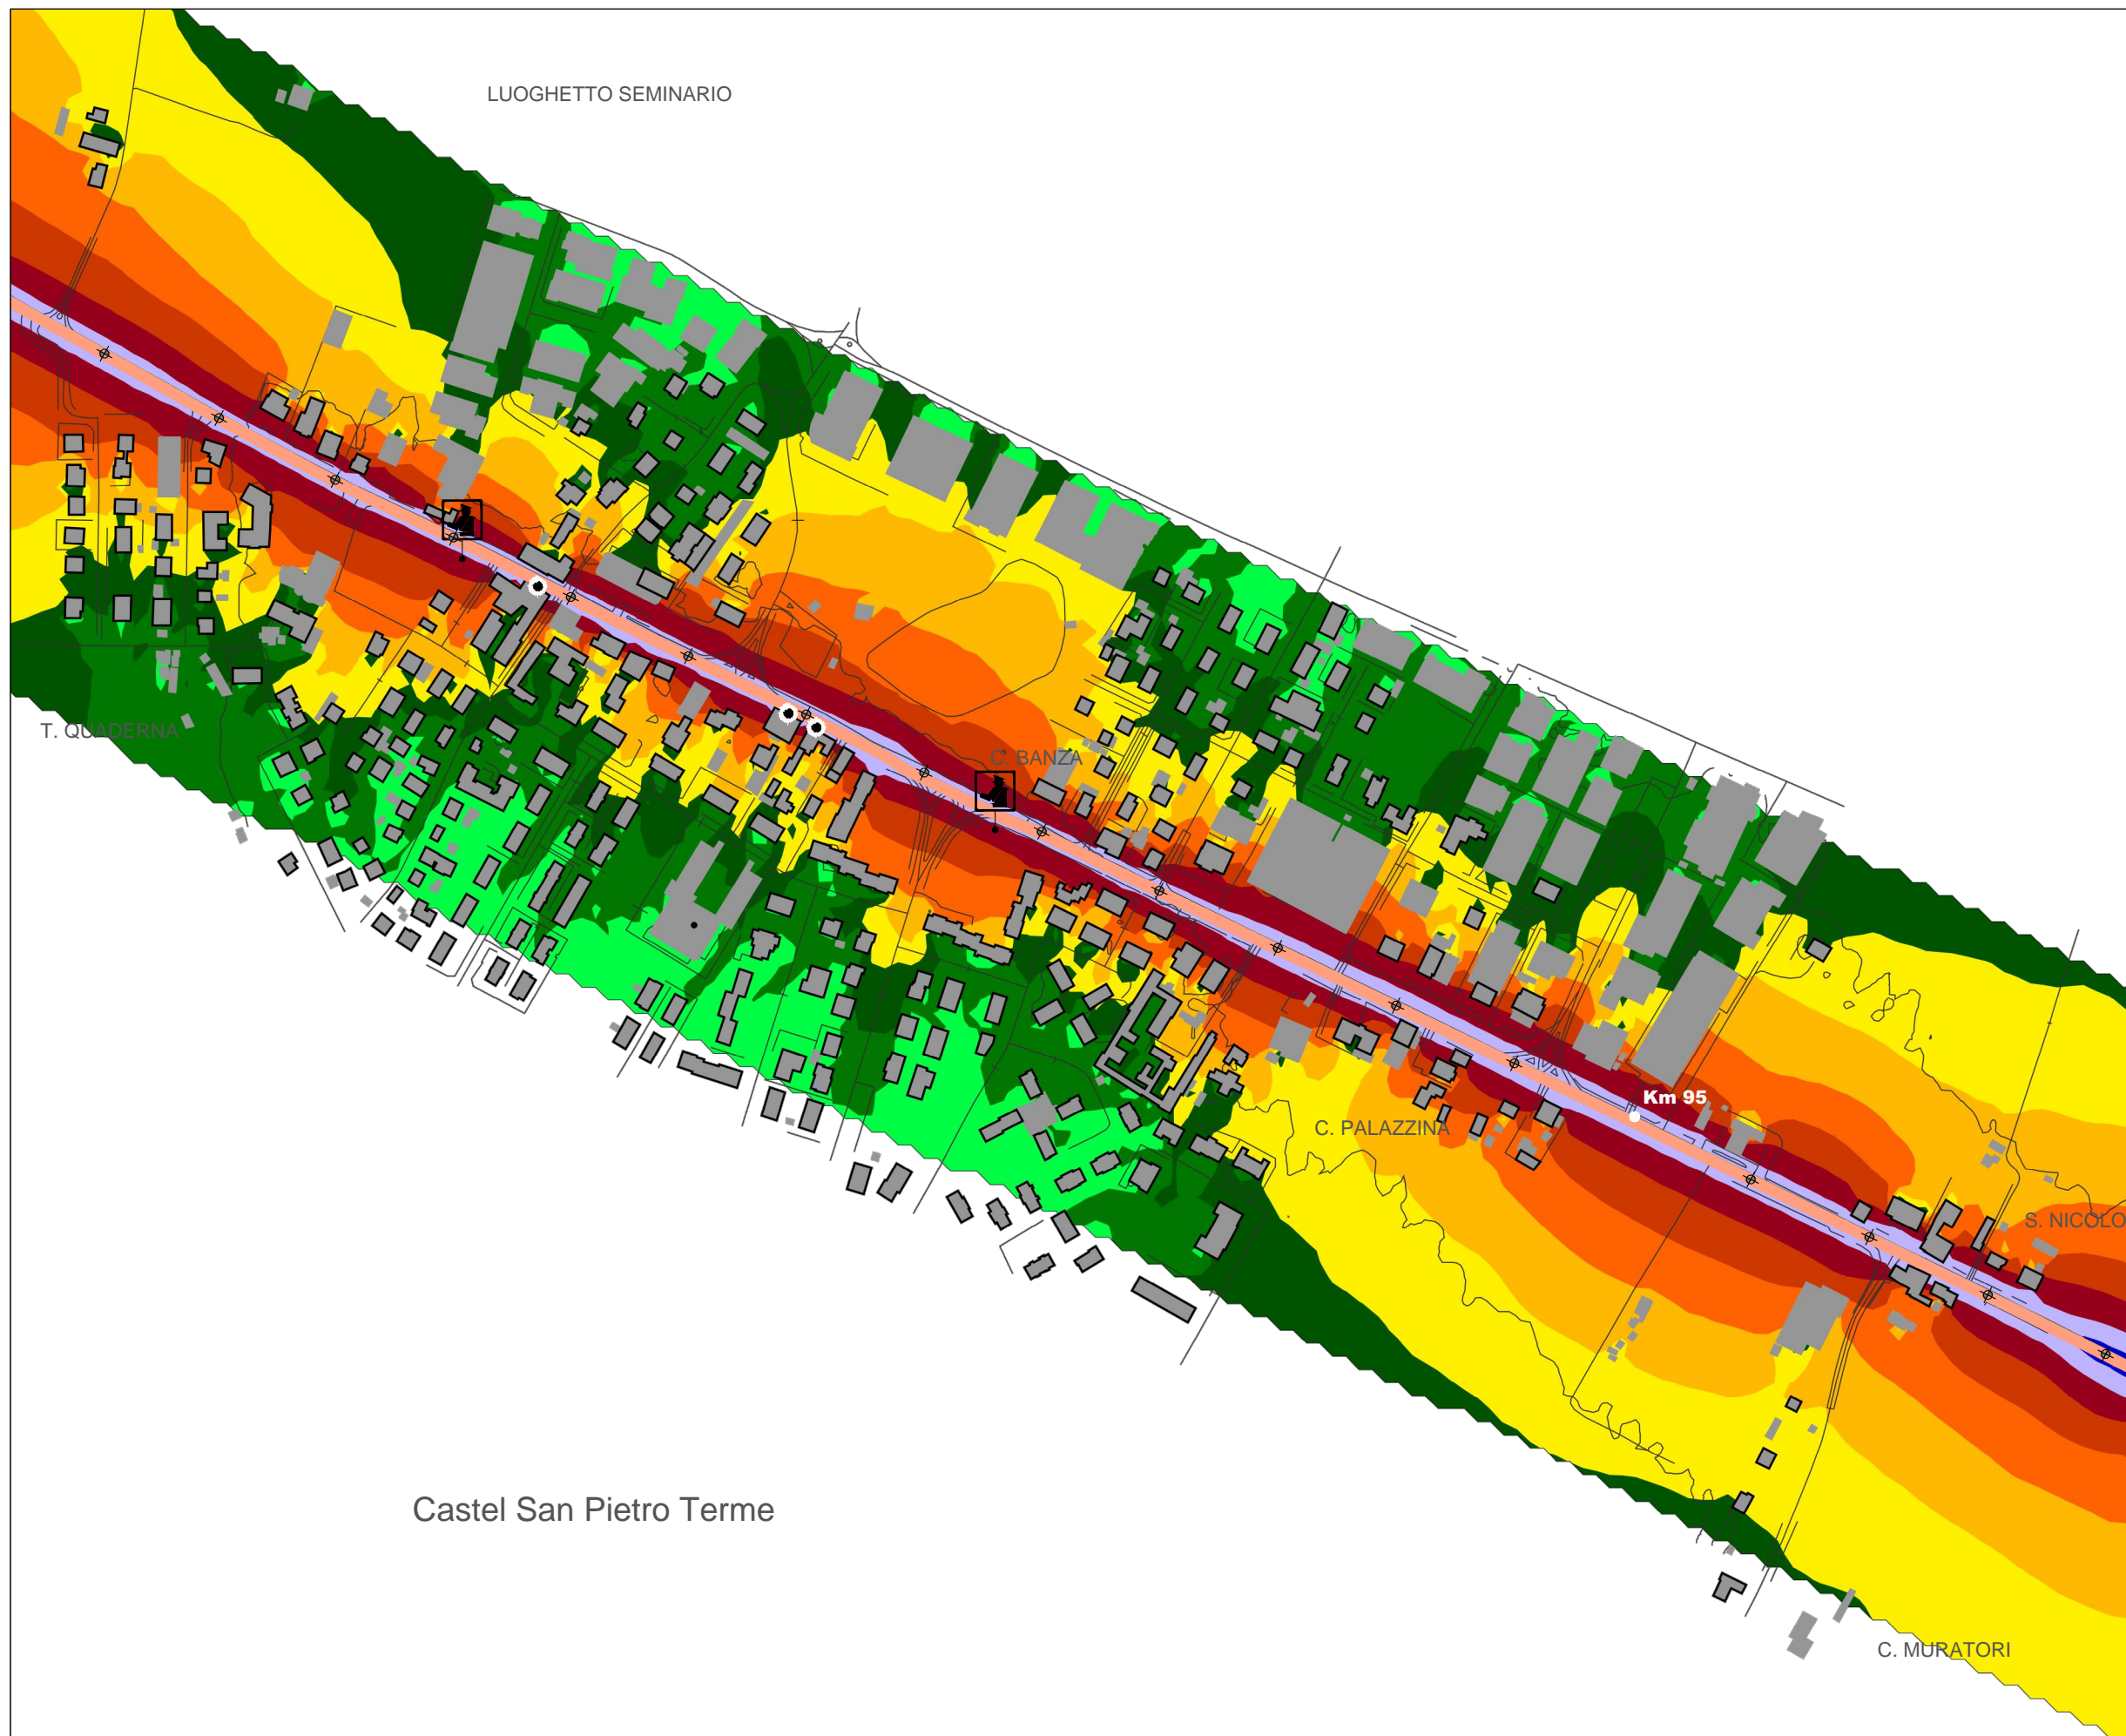 LUOGHETTO SEMINARIO
T. QUADERNA
C. BANZA
Km 95
C. PALAZZINA
S. NICOLO
Castel San Pietro Terme
C. MURATORI